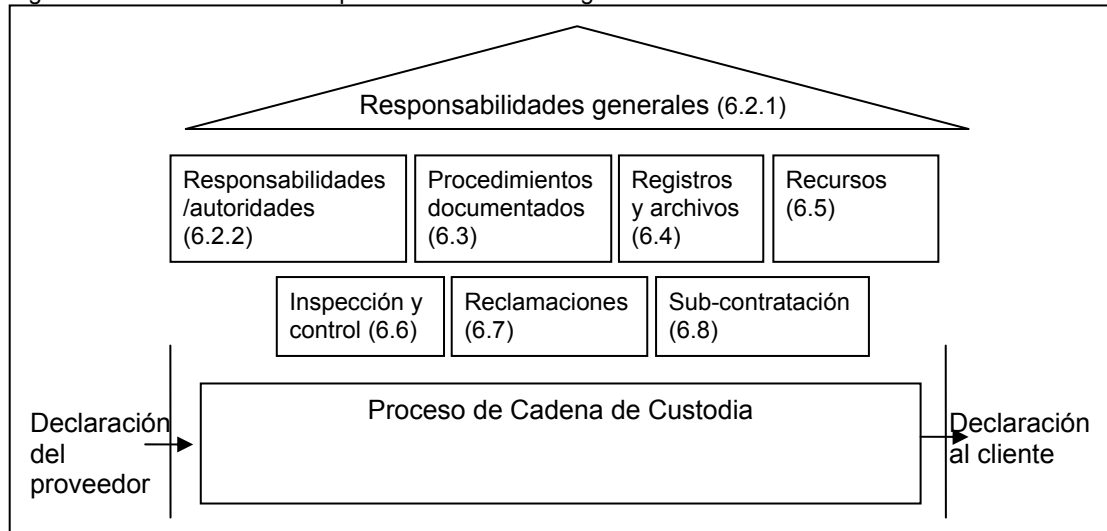 Responsabilidades generales (6.2.1)
Responsabilidades
/autoridades
(6.2.2)
Procedimientos
documentados
(6.3)
Registros
y archivos
(6.4)
Recursos
(6.5)
Inspección y
control (6.6)
Reclamaciones
(6.7)
Sub-contratación
(6.8)
Proceso de Cadena de Custodia
Declaración
del
proveedor
Declaración
al cliente